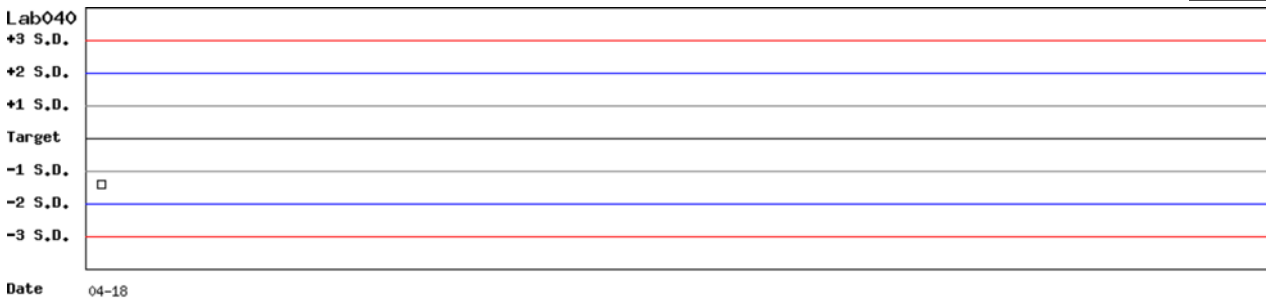 Lab040
+3 S.D.
+2 S.D.
+1 S.D.
Target
-1 S.D.
-2 S.D.
-3 S.D.
Date 04-18